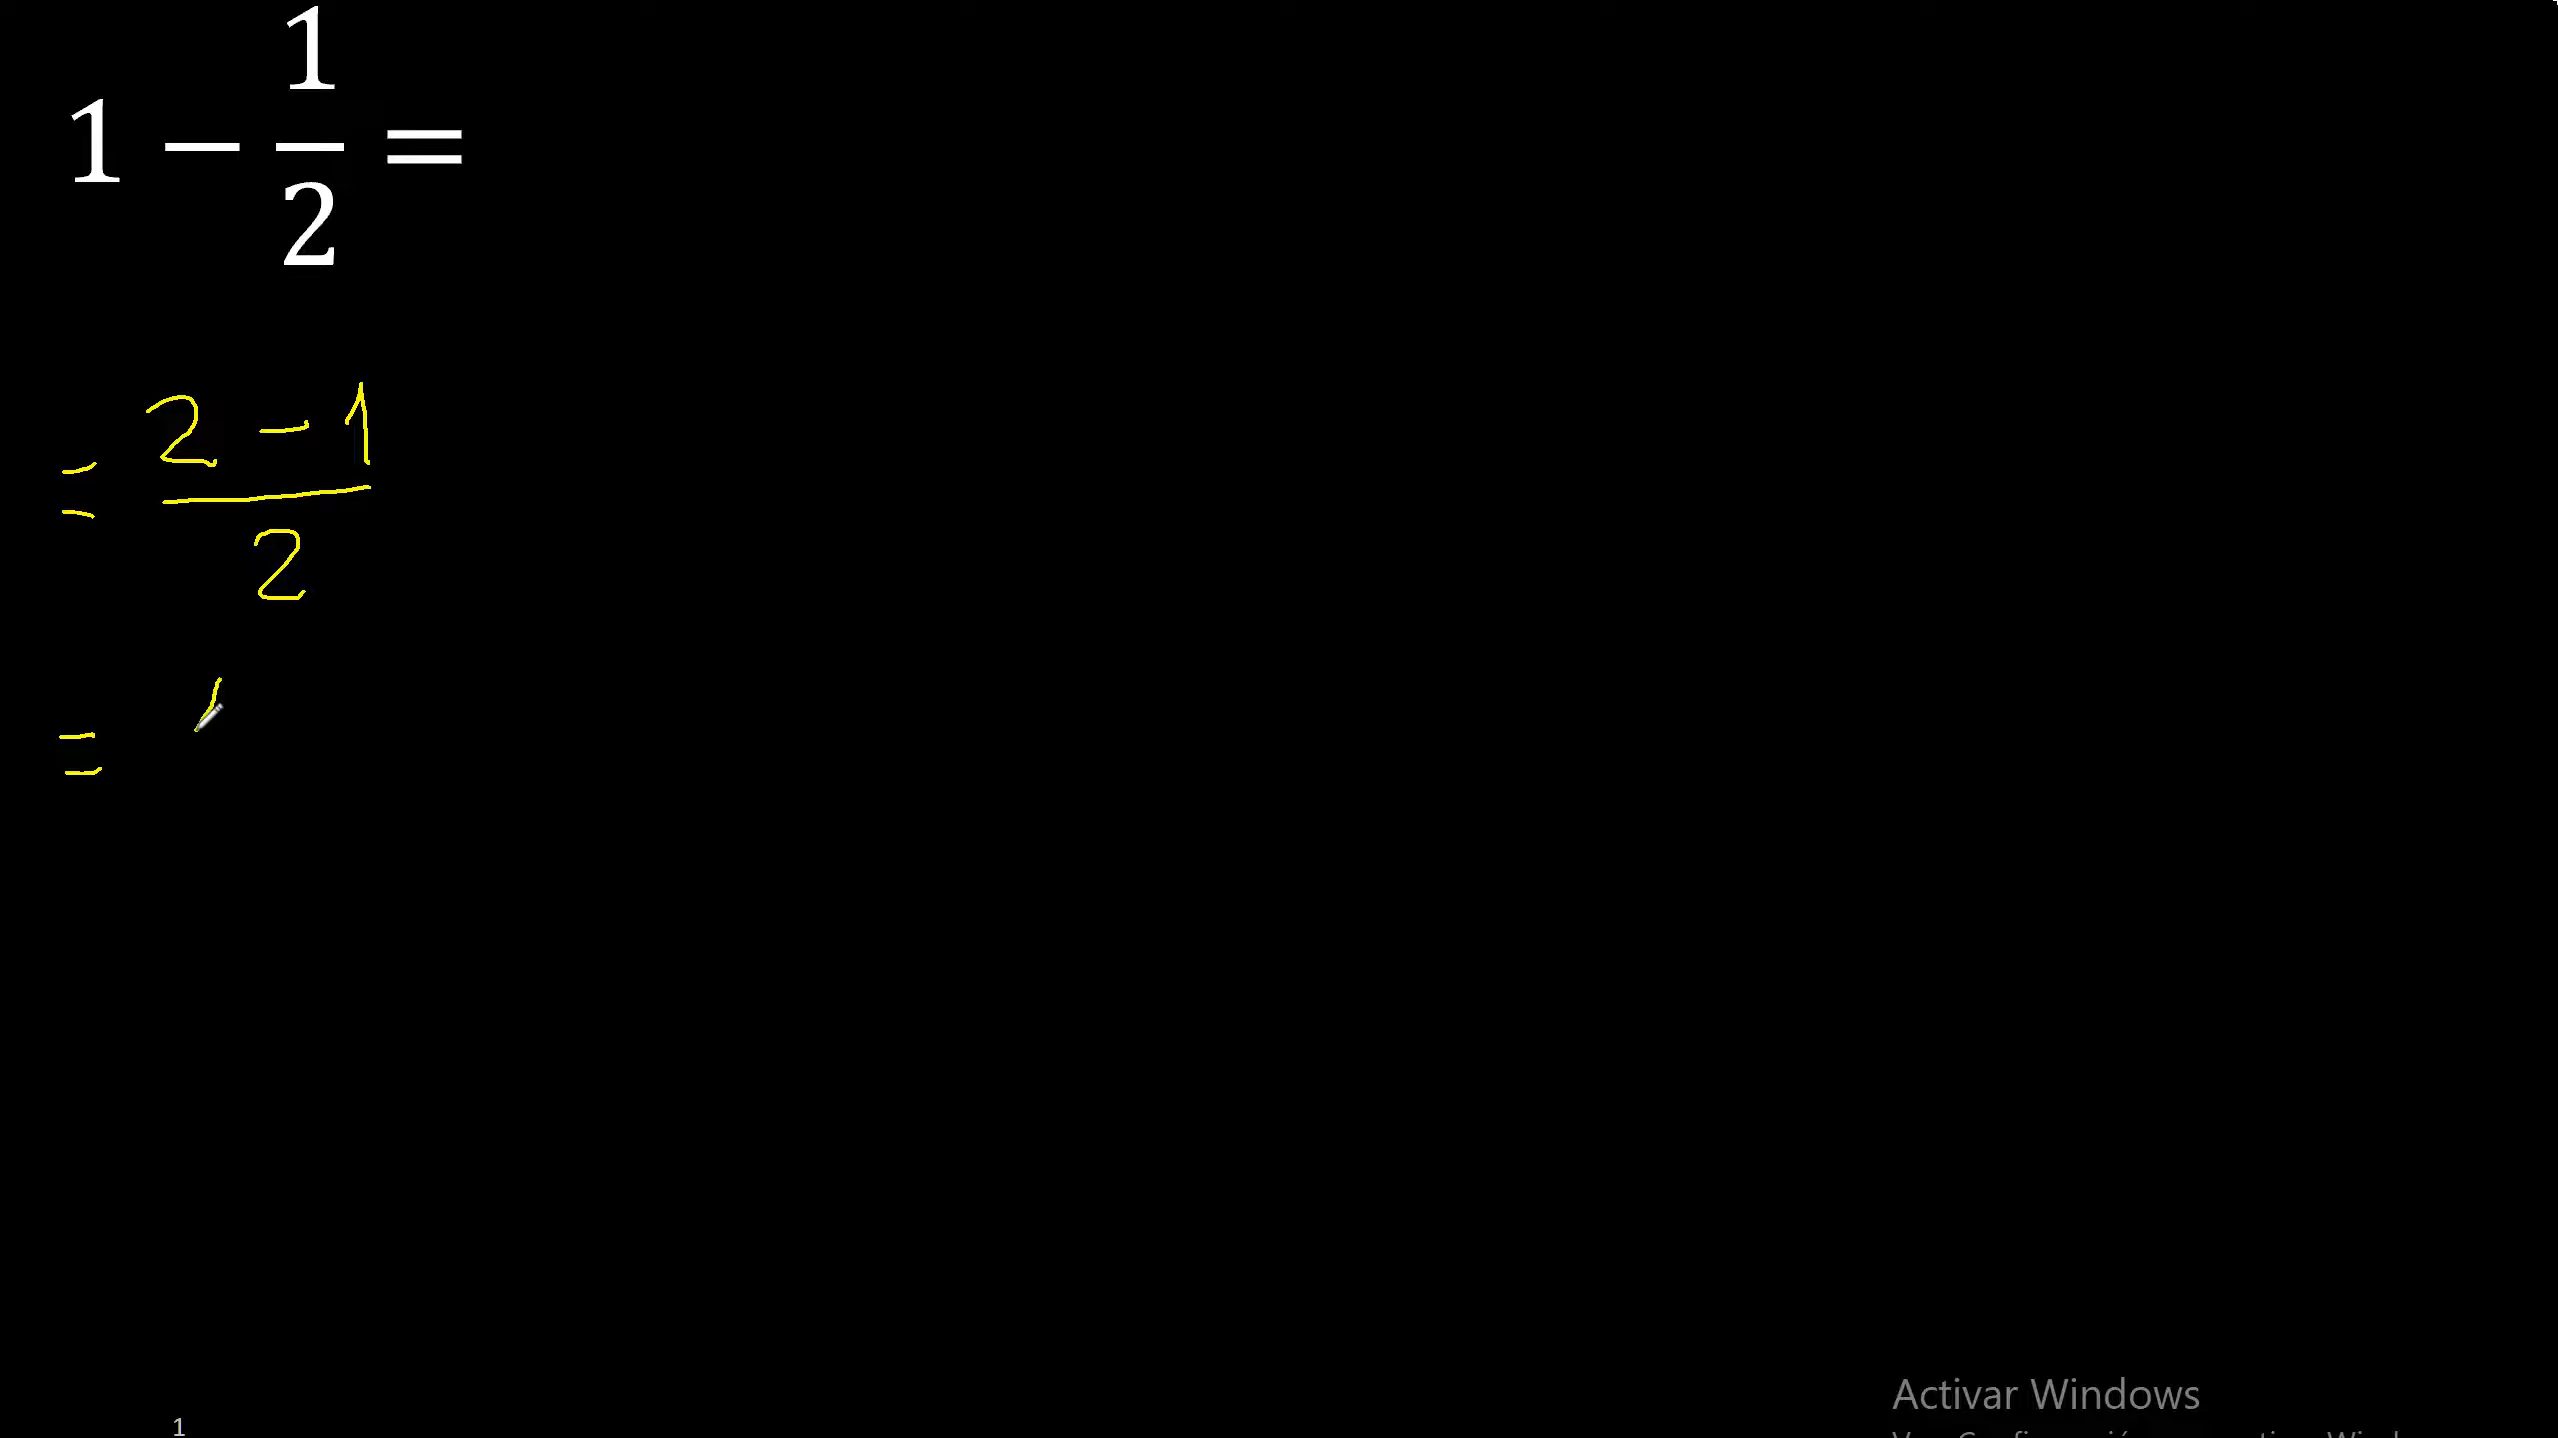 1 − 1/2 =
= (2 − 1)/2
=
Activar Windows
1